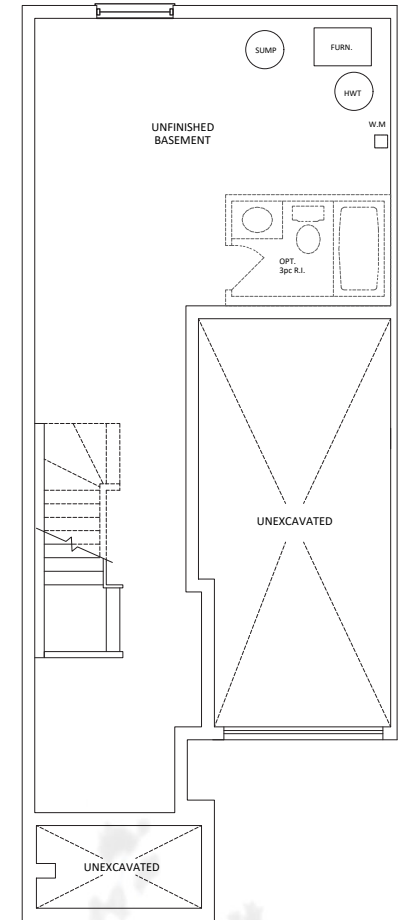 SUMP
FURN.
HWT
W.M
UNFINISHED
BASEMENT
OPT.
3pc R.I.
UNEXCAVATED
UNEXCAVATED